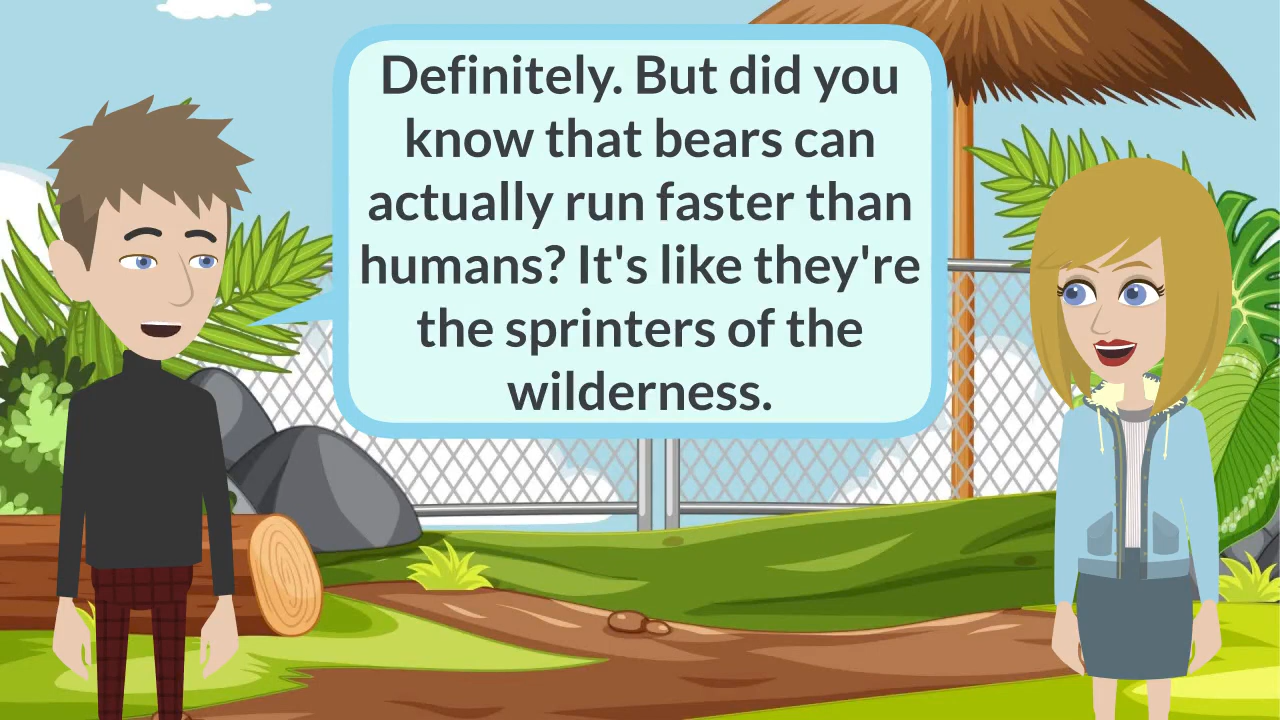 Definitely. But did you
know that bears can
actually run faster than
humans? It's like they're
the sprinters of the
wilderness.